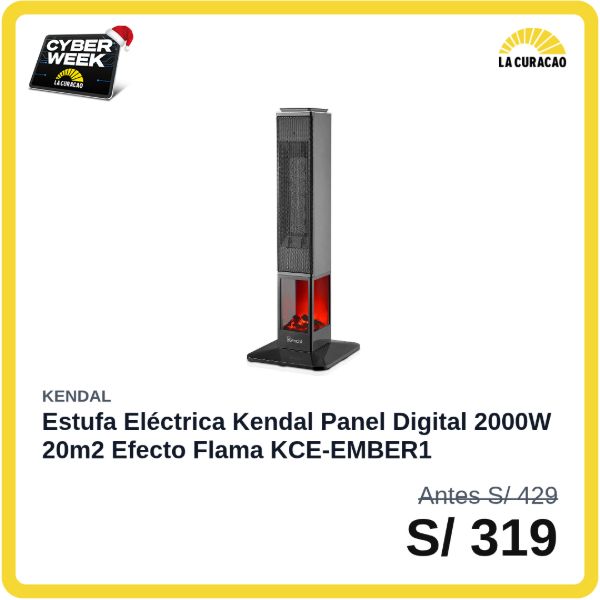 CYBER
WEEK
LA CURACAO
LA CURACAO
Kendal
KENDAL
Estufa Eléctrica Kendal Panel Digital 2000W
20m2 Efecto Flama KCE-EMBER1
Antes S/ 429
S/ 319